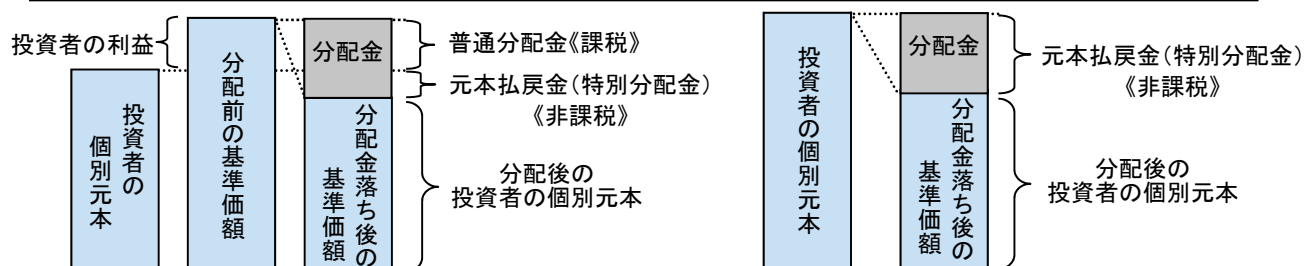 投資者の利益
投資者の
個別元本
分配前の基準価額
分配金
普通分配金《課税》
元本払戻金（特別分配金）
《非課税》
分配金落ち後の
基準価額
分配後の
投資者の個別元本
投資者の個別元本
分配金
元本払戻金（特別分配金）
《非課税》
分配金落ち後の
基準価額
分配後の
投資者の個別元本